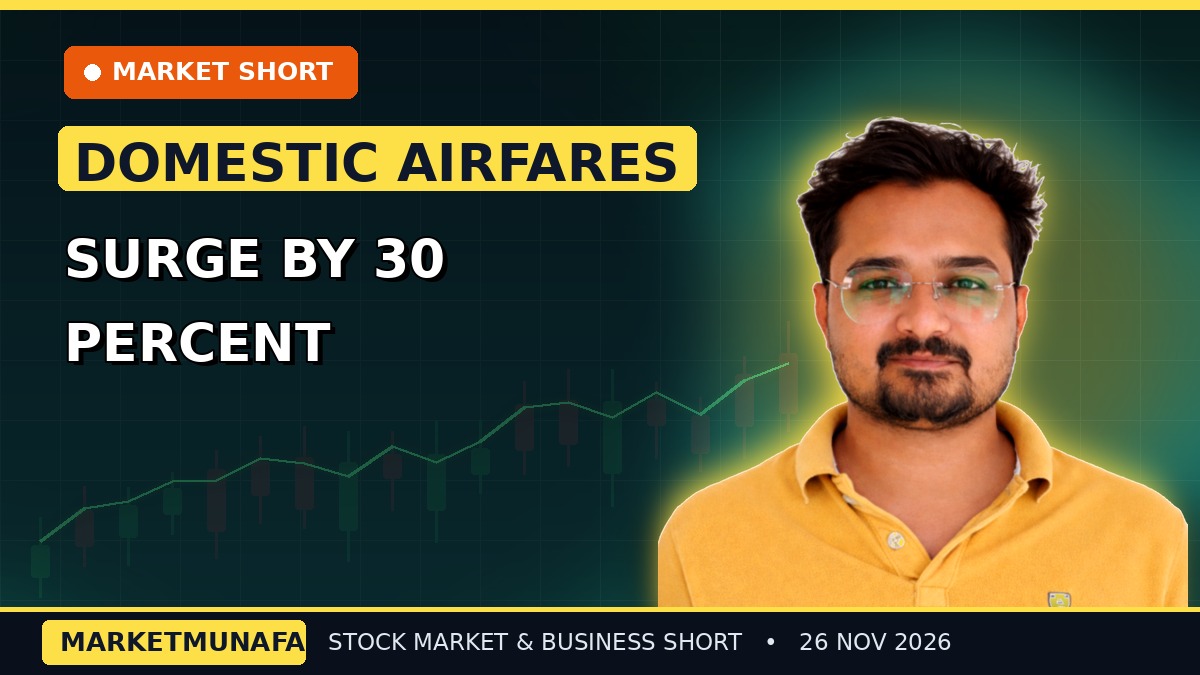 MARKET SHORT
DOMESTIC AIRFARES
SURGE BY 30
PERCENT
MARKETMUNAFA STOCK MARKET & BUSINESS SHORT • 26 NOV 2026